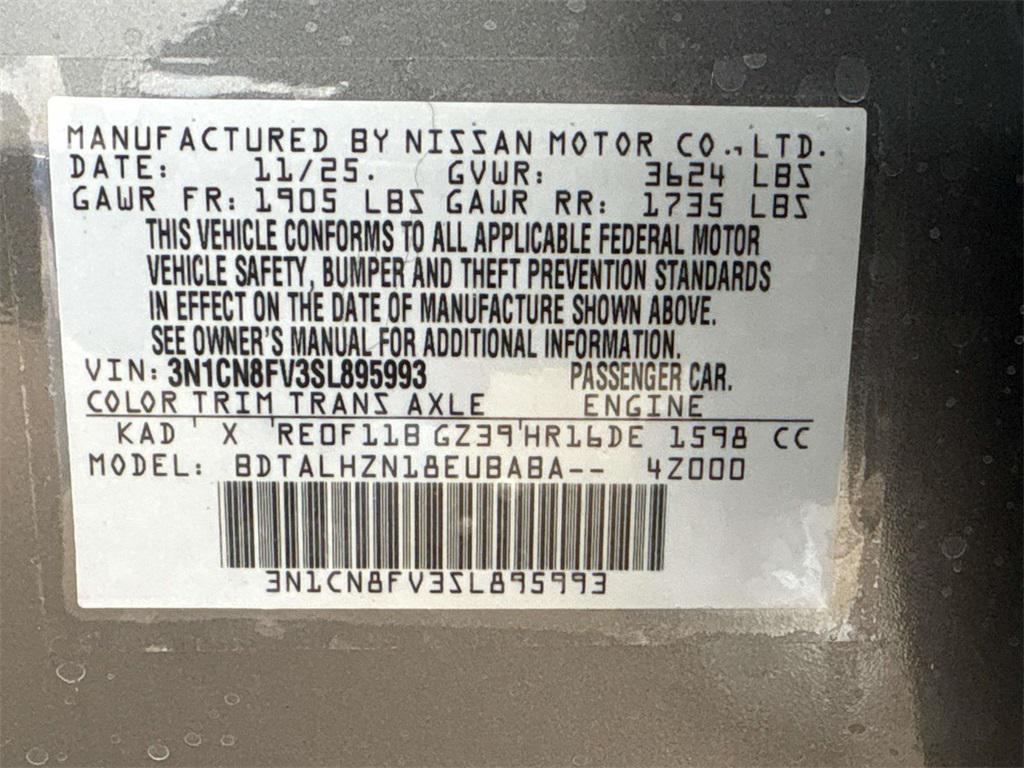 MANUFACTURED BY NISSAN MOTOR CO., LTD.
DATE: 11/25. GVWR: 3624 LBS
GAWR FR: 1905 LBS GAWR RR: 1735 LBS
THIS VEHICLE CONFORMS TO ALL APPLICABLE FEDERAL MOTOR
VEHICLE SAFETY, BUMPER AND THEFT PREVENTION STANDARDS
IN EFFECT ON THE DATE OF MANUFACTURE SHOWN ABOVE.
SEE OWNER'S MANUAL FOR ADDITIONAL INFORMATION.
VIN: 3N1CN8FV3SL895993 PASSENGER CAR.
COLOR TRIM TRANS AXLE ENGINE
KAD X RE0F11B GZ39 HR16DE 1598 CC
MODEL: BDTALHZN18EUBABA-- 4Z000
3N1CN8FV3SL895993